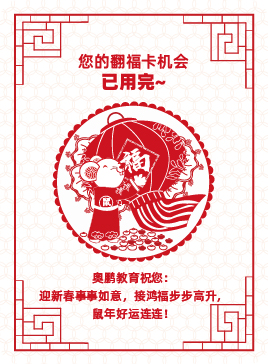 您的翻福卡机会
已用完~
福
鼠
奥鹏教育祝您：
迎新春事事如意，接鸿福步步高升，
鼠年好运连连！